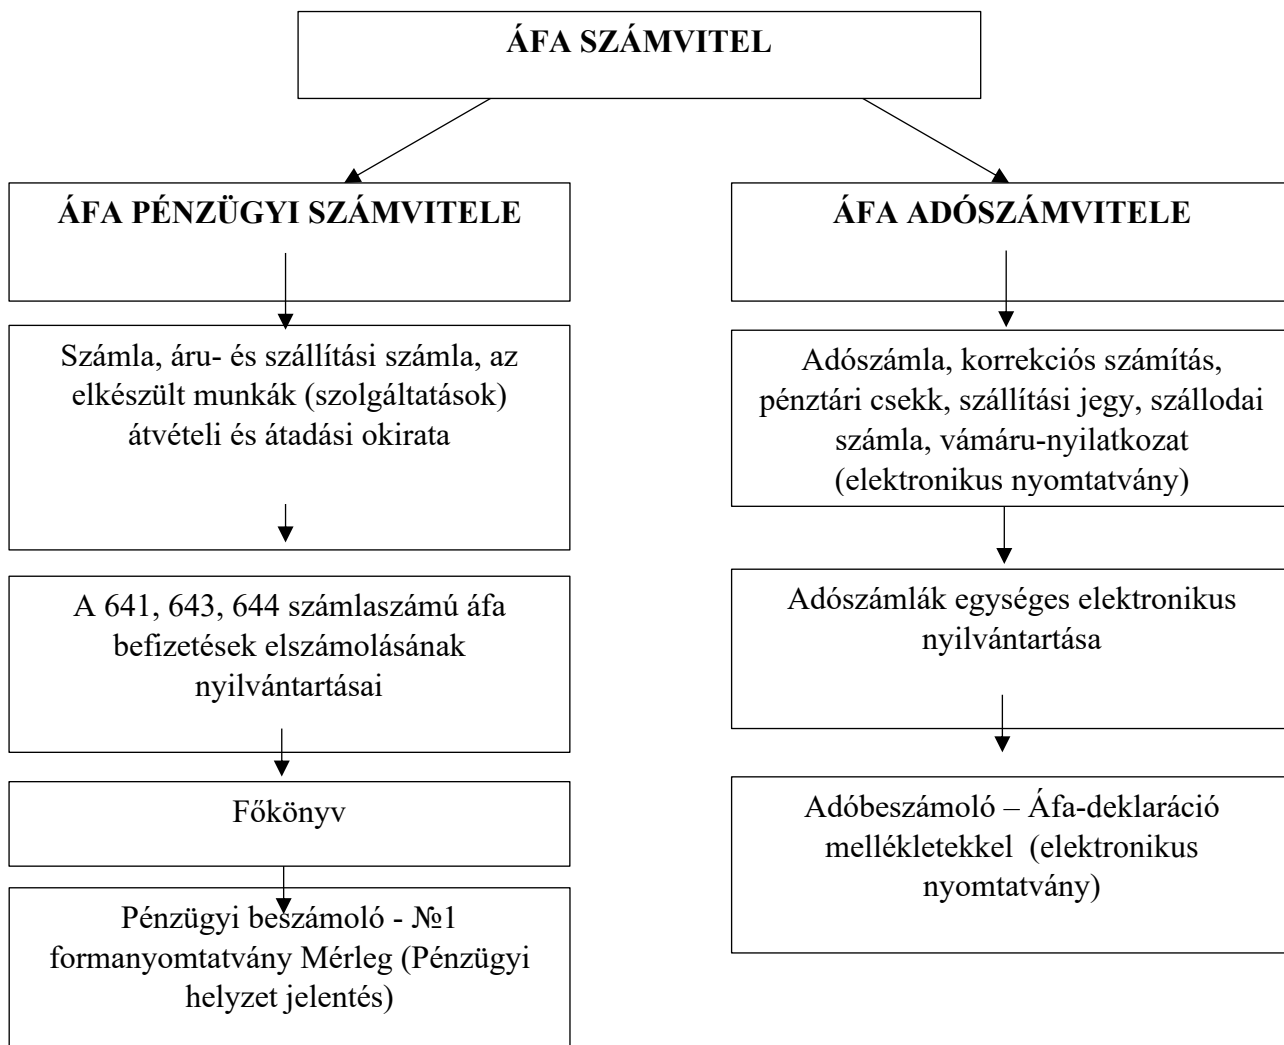 ÁFA SZÁMVITEL
ÁFA PÉNZÜGYI SZÁMVITELE
Számla, áru- és szállítási számla, az
elkészült munkák (szolgáltatások)
átvételi és átadási okirata
A 641, 643, 644 számlaszámú áfa
befizetések elszámolásának
nyilvántartásai
Főkönyv
Pénzügyi beszámoló - №1
formanyomtatvány Mérleg (Pénzügyi
helyzet jelentés)
ÁFA ADÓSZÁMVITELE
Adószámla, korrekciós számítás,
pénztári csekk, szállítási jegy, szállodai
számla, vámáru-nyilatkozat
(elektronikus nyomtatvány)
Adószámlák egységes elektronikus
nyilvántartása
Adóbeszámoló – Áfa-deklaráció
mellékletekkel (elektronikus
nyomtatvány)